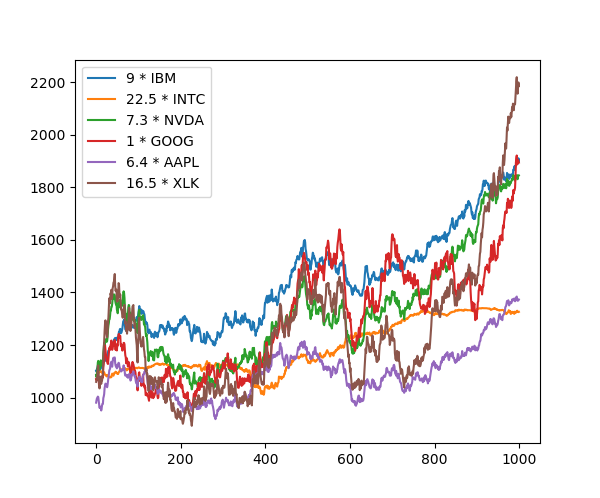 9 * IBM
22.5 * INTC
7.3 * NVDA
1 * GOOG
6.4 * AAPL
16.5 * XLK
2200
2000
1800
1600
1400
1200
1000
0 200 400 600 800 1000